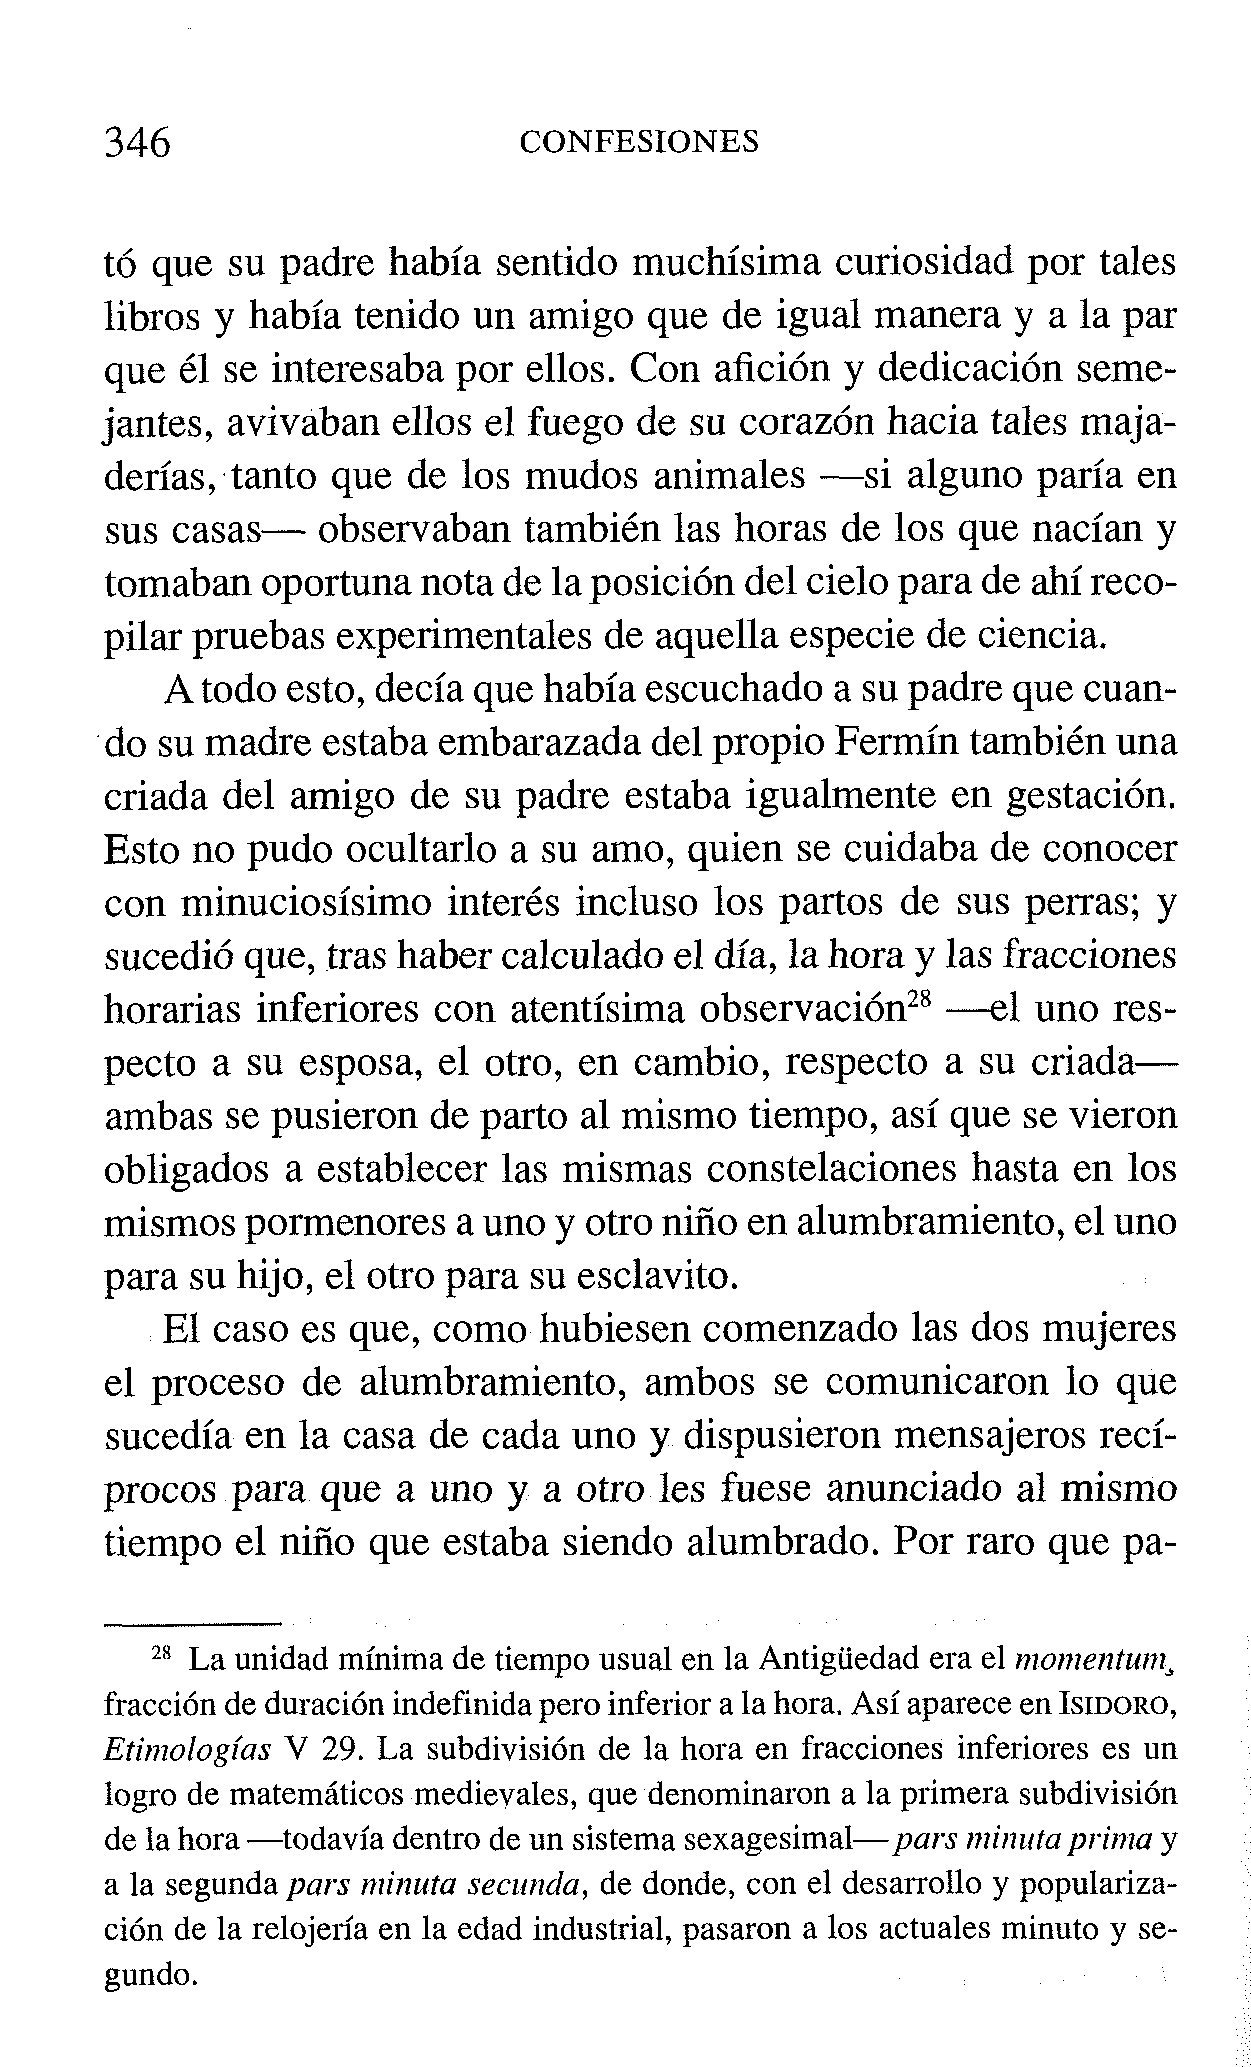 346 CONFESIONES
tó que su padre había sentido muchísima curiosidad por tales
libros y había tenido un amigo que de igual manera y a la par
que él se interesaba por ellos. Con afición y dedicación seme-
jantes, avivaban ellos el fuego de su corazón hacia tales maja-
derías, tanto que de los mudos animales —si alguno paría en
sus casas— observaban también las horas de los que nacían y
tomaban oportuna nota de la posición del cielo para de ahí reco-
pilar pruebas experimentales de aquella especie de ciencia.
A todo esto, decía que había escuchado a su padre que cuan-
do su madre estaba embarazada del propio Fermín también una
criada del amigo de su padre estaba igualmente en gestación.
Esto no pudo ocultarlo a su amo, quien se cuidaba de conocer
con minuciosísimo interés incluso los partos de sus perras; y
sucedió que, tras haber calculado el día, la hora y las fracciones
horarias inferiores con atentísima observación²⁸ —el uno res-
pecto a su esposa, el otro, en cambio, respecto a su criada—
ambas se pusieron de parto al mismo tiempo, así que se vieron
obligados a establecer las mismas constelaciones hasta en los
mismos pormenores a uno y otro niño en alumbramiento, el uno
para su hijo, el otro para su esclavito.
El caso es que, como hubiesen comenzado las dos mujeres
el proceso de alumbramiento, ambos se comunicaron lo que
sucedía en la casa de cada uno y dispusieron mensajeros recí-
procos para que a uno y a otro les fuese anunciado al mismo
tiempo el niño que estaba siendo alumbrado. Por raro que pa-
²⁸ La unidad mínima de tiempo usual en la Antigüedad era el momentum,
fracción de duración indefinida pero inferior a la hora. Así aparece en ISIDORO,
Etimologías V 29. La subdivisión de la hora en fracciones inferiores es un
logro de matemáticos medievales, que denominaron a la primera subdivisión
de la hora —todavía dentro de un sistema sexagesimal— pars minuta prima y
a la segunda pars minuta secunda, de donde, con el desarrollo y populariza-
ción de la relojería en la edad industrial, pasaron a los actuales minuto y se-
gundo.